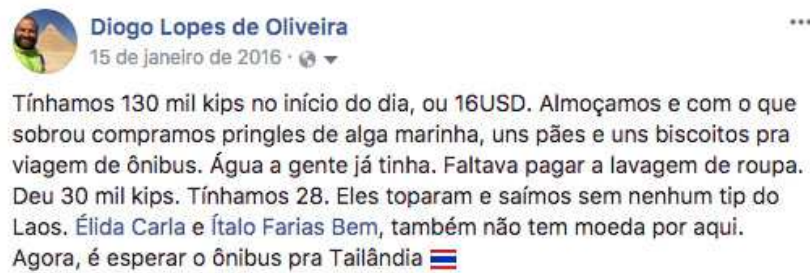 Diogo Lopes de Oliveira
15 de janeiro de 2016 ·
Tínhamos 130 mil kips no início do dia, ou 16USD. Almoçamos e com o que
sobrou compramos pringles de alga marinha, uns pães e uns biscoitos pra
viagem de ônibus. Água a gente já tinha. Faltava pagar a lavagem de roupa.
Deu 30 mil kips. Tínhamos 28. Eles toparam e saímos sem nenhum tip do
Laos. Élida Carla e Ítalo Farias Bem, também não tem moeda por aqui.
Agora, é esperar o ônibus pra Tailândia